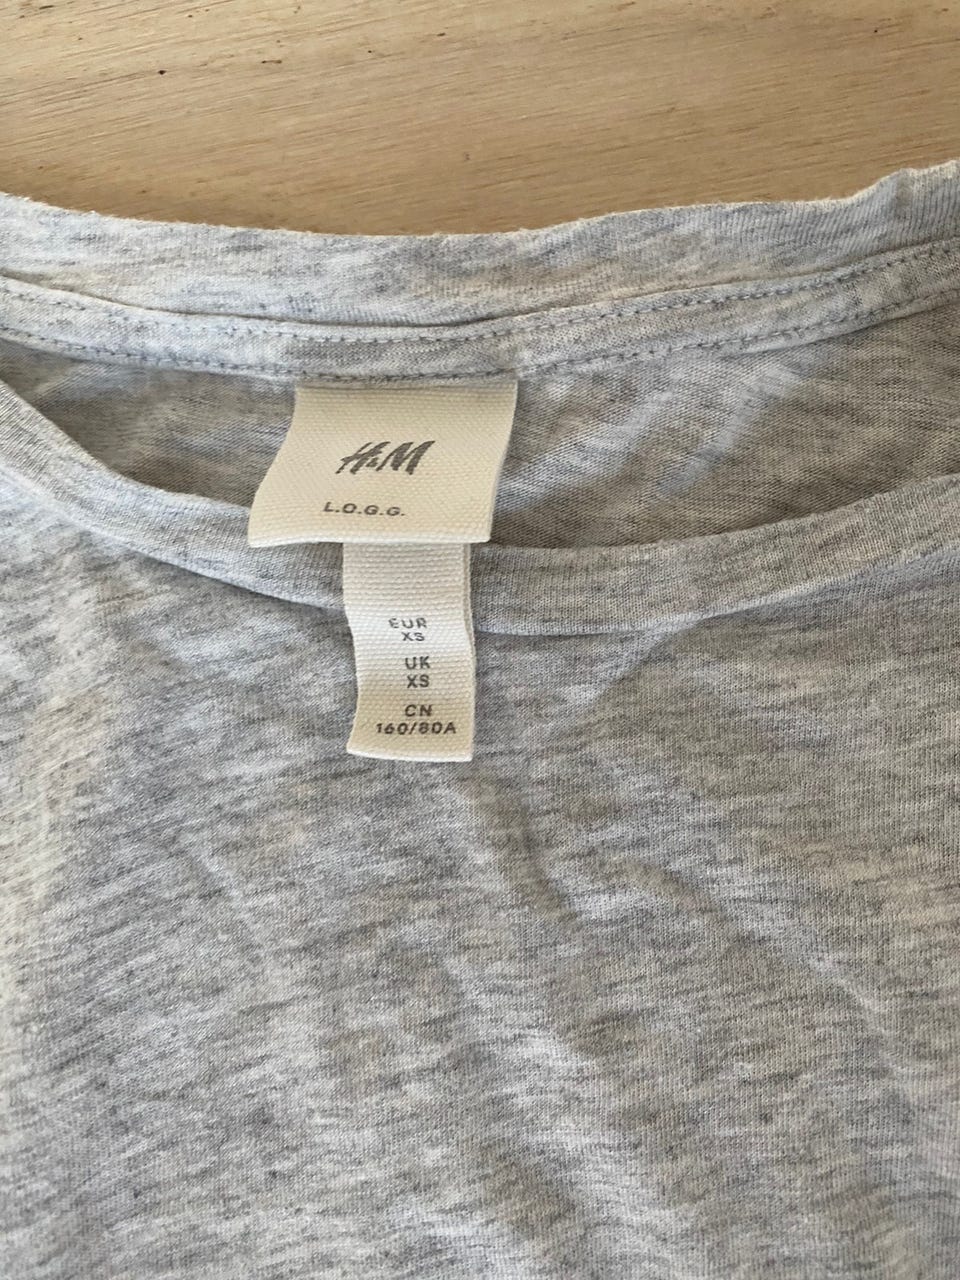 H&M
L.O.G.G.
EUR
XS
UK
XS
CN
160/80A